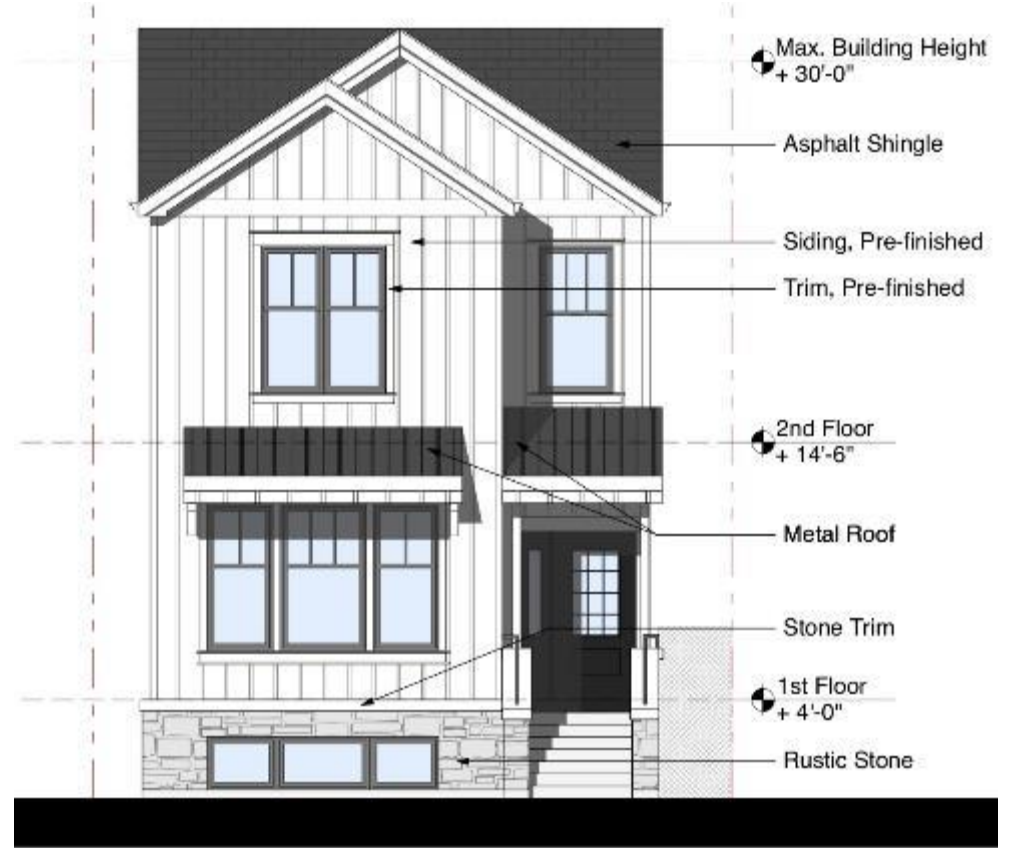 Max. Building Height
+ 30'-0"
Asphalt Shingle
Siding, Pre-finished
Trim, Pre-finished
2nd Floor
+ 14'-6"
Metal Roof
Stone Trim
1st Floor
+ 4'-0"
Rustic Stone